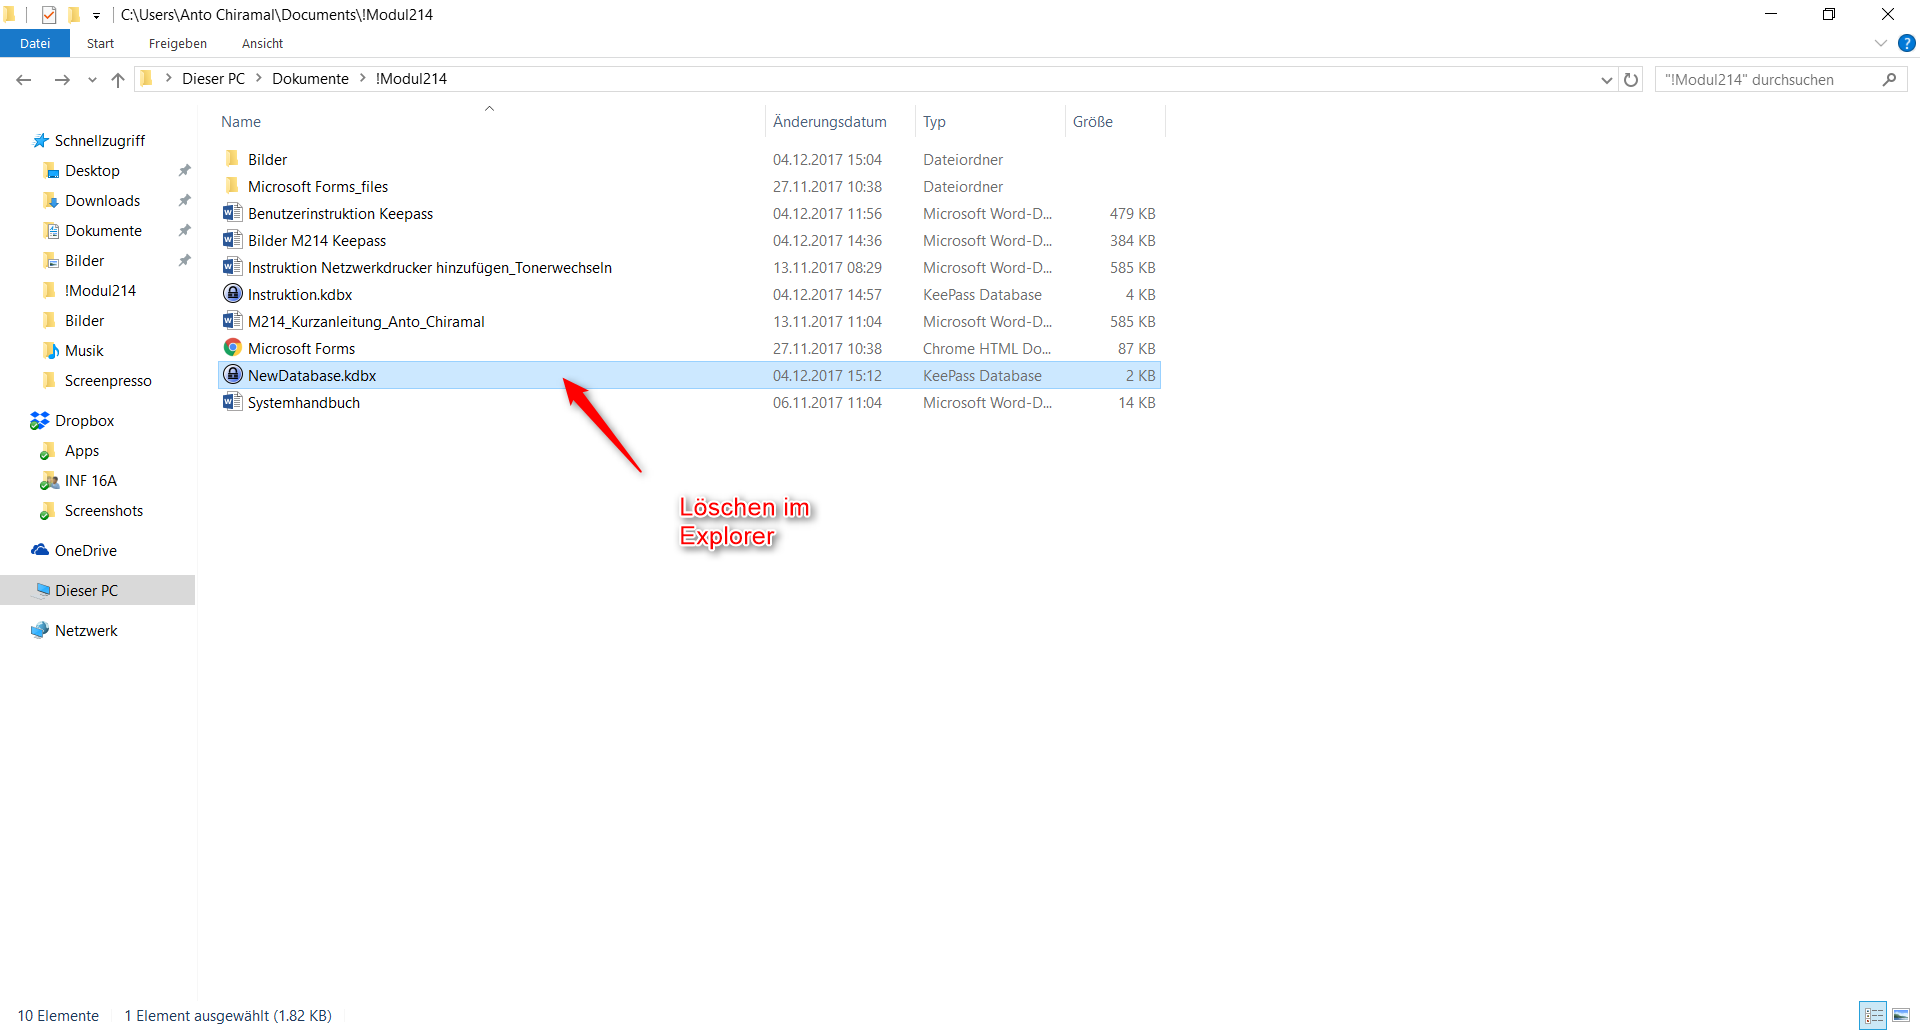 C:\Users\Anto Chiramal\Documents\!Modul214
Datei Start Freigeben Ansicht
Dieser PC Dokumente !Modul214
"!Modul214" durchsuchen
Name Änderungsdatum Typ Größe
Schnellzugriff
Desktop
Downloads
Dokumente
Bilder
!Modul214
Bilder
Musik
Screenpresso
Dropbox
Apps
INF 16A
Screenshots
OneDrive
Dieser PC
Netzwerk
Bilder 04.12.2017 15:04 Dateiordner
Microsoft Forms_files 27.11.2017 10:38 Dateiordner
Benutzerinstruktion Keepass 04.12.2017 11:56 Microsoft Word-D... 479 KB
Bilder M214 Keepass 04.12.2017 14:36 Microsoft Word-D... 384 KB
Instruktion Netzwerkdrucker hinzufügen_Tonerwechseln 13.11.2017 08:29 Microsoft Word-D... 585 KB
Instruktion.kdbx 04.12.2017 14:57 KeePass Database 4 KB
M214_Kurzanleitung_Anto_Chiramal 13.11.2017 11:04 Microsoft Word-D... 585 KB
Microsoft Forms 27.11.2017 10:38 Chrome HTML Do... 87 KB
NewDatabase.kdbx 04.12.2017 15:12 KeePass Database 2 KB
Systemhandbuch 06.11.2017 11:04 Microsoft Word-D... 14 KB
Löschen im
Explorer
10 Elemente 1 Element ausgewählt (1.82 KB)